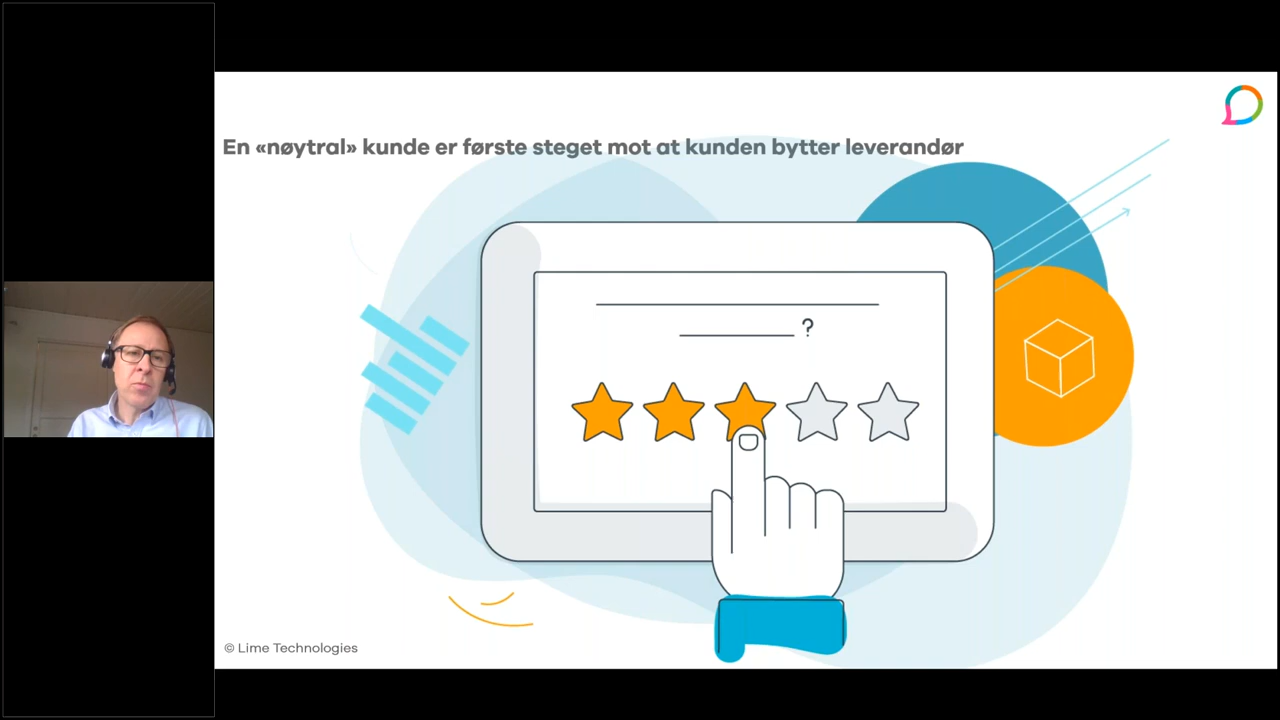 En «nøytral» kunde er første steget mot at kunden bytter leverandør
?
© Lime Technologies